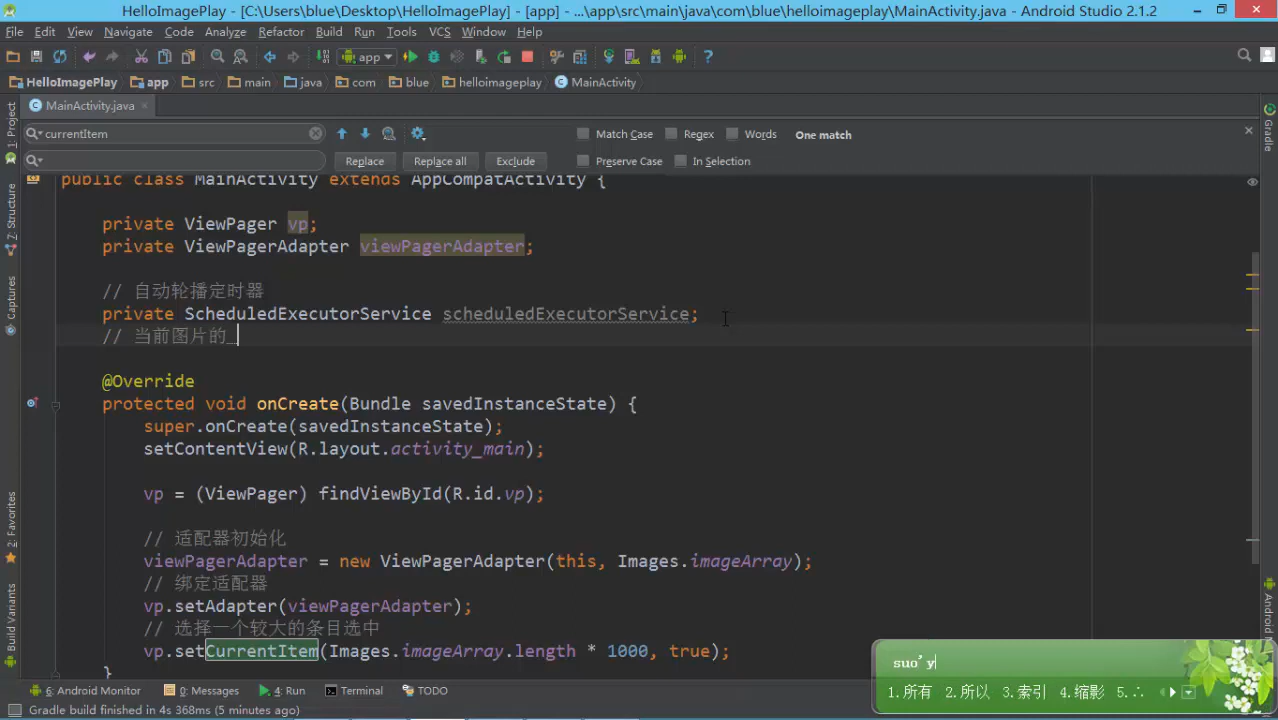 HelloImagePlay - [C:\Users\blue\Desktop\HelloImagePlay] - [app] - ...\app\src\main\java\com\blue\helloimageplay\MainActivity.java - Android Studio 2.1.2
File Edit View Navigate Code Analyze Refactor Build Run Tools VCS Window Help
app
HelloImagePlay app src main java com blue helloimageplay MainActivity
MainActivity.java
currentItem Match Case Regex Words One match
Replace Replace all Exclude Preserve Case In Selection
public class MainActivity extends AppCompatActivity {
private ViewPager vp;
private ViewPagerAdapter viewPagerAdapter;
// 自动轮播定时器
private ScheduledExecutorService scheduledExecutorService;
// 当前图片的
@Override
protected void onCreate(Bundle savedInstanceState) {
super.onCreate(savedInstanceState);
setContentView(R.layout.activity_main);
vp = (ViewPager) findViewById(R.id.vp);
// 适配器初始化
viewPagerAdapter = new ViewPagerAdapter(this, Images.imageArray);
// 绑定适配器
vp.setAdapter(viewPagerAdapter);
// 选择一个较大的条目选中
vp.setCurrentItem(Images.imageArray.length * 1000, true);
}
suo'y
1.所有 2.所以 3.索引 4.缩影 5.∴
1: Project
7: Structure
Captures
2: Favorites
Build Variants
Gradle
Android M
6: Android Monitor 0: Messages 4: Run Terminal TODO
Gradle build finished in 4s 368ms (5 minutes ago)